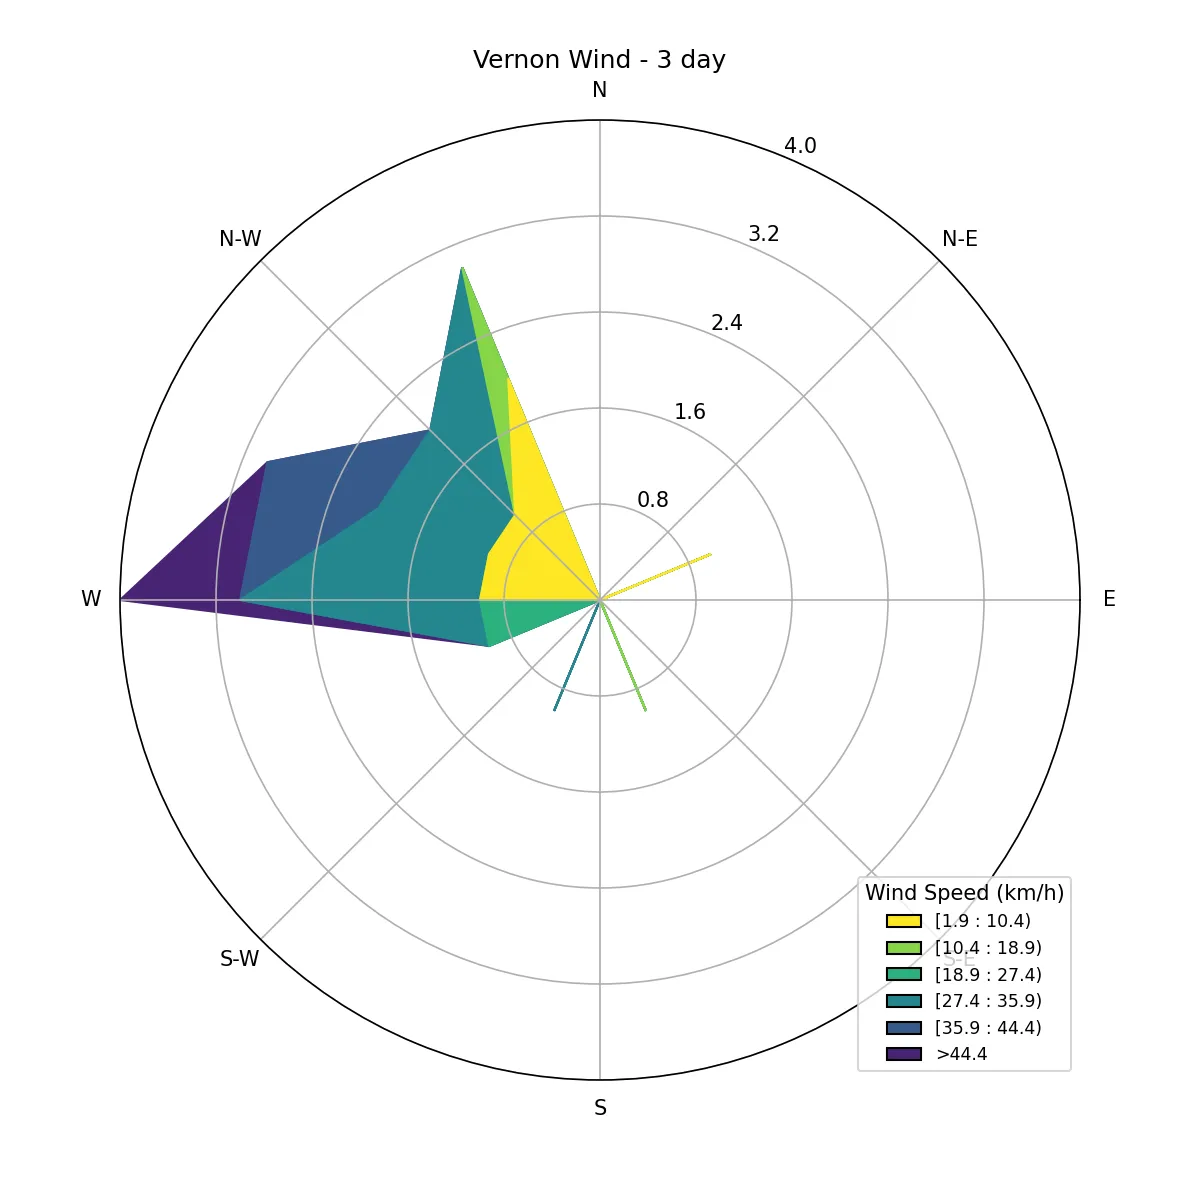 Vernon Wind - 3 day
N
4.0
N-W
3.2
N-E
2.4
1.6
0.8
W
E
S-W
S-E
S
Wind Speed (km/h)
[1.9 : 10.4)
[10.4 : 18.9)
[18.9 : 27.4)
[27.4 : 35.9)
[35.9 : 44.4)
>44.4